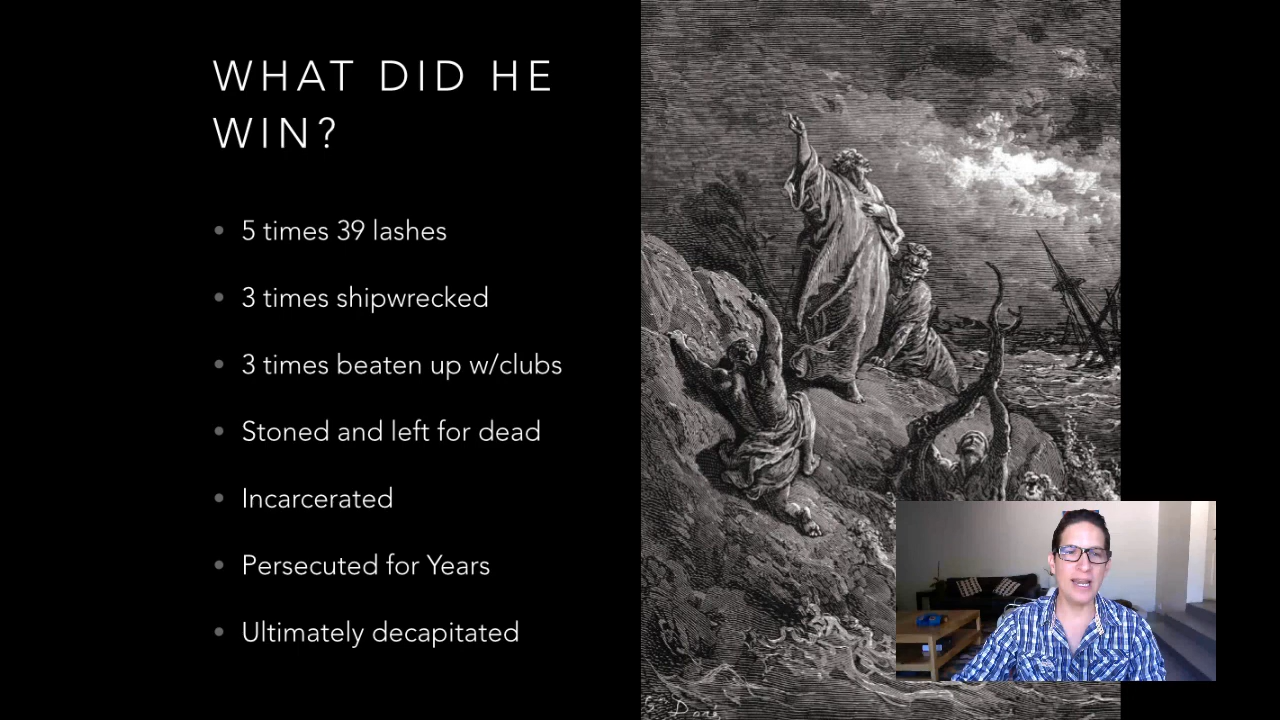 WHAT DID HE
WIN?
5 times 39 lashes
3 times shipwrecked
3 times beaten up w/clubs
Stoned and left for dead
Incarcerated
Persecuted for Years
Ultimately decapitated
G Doré